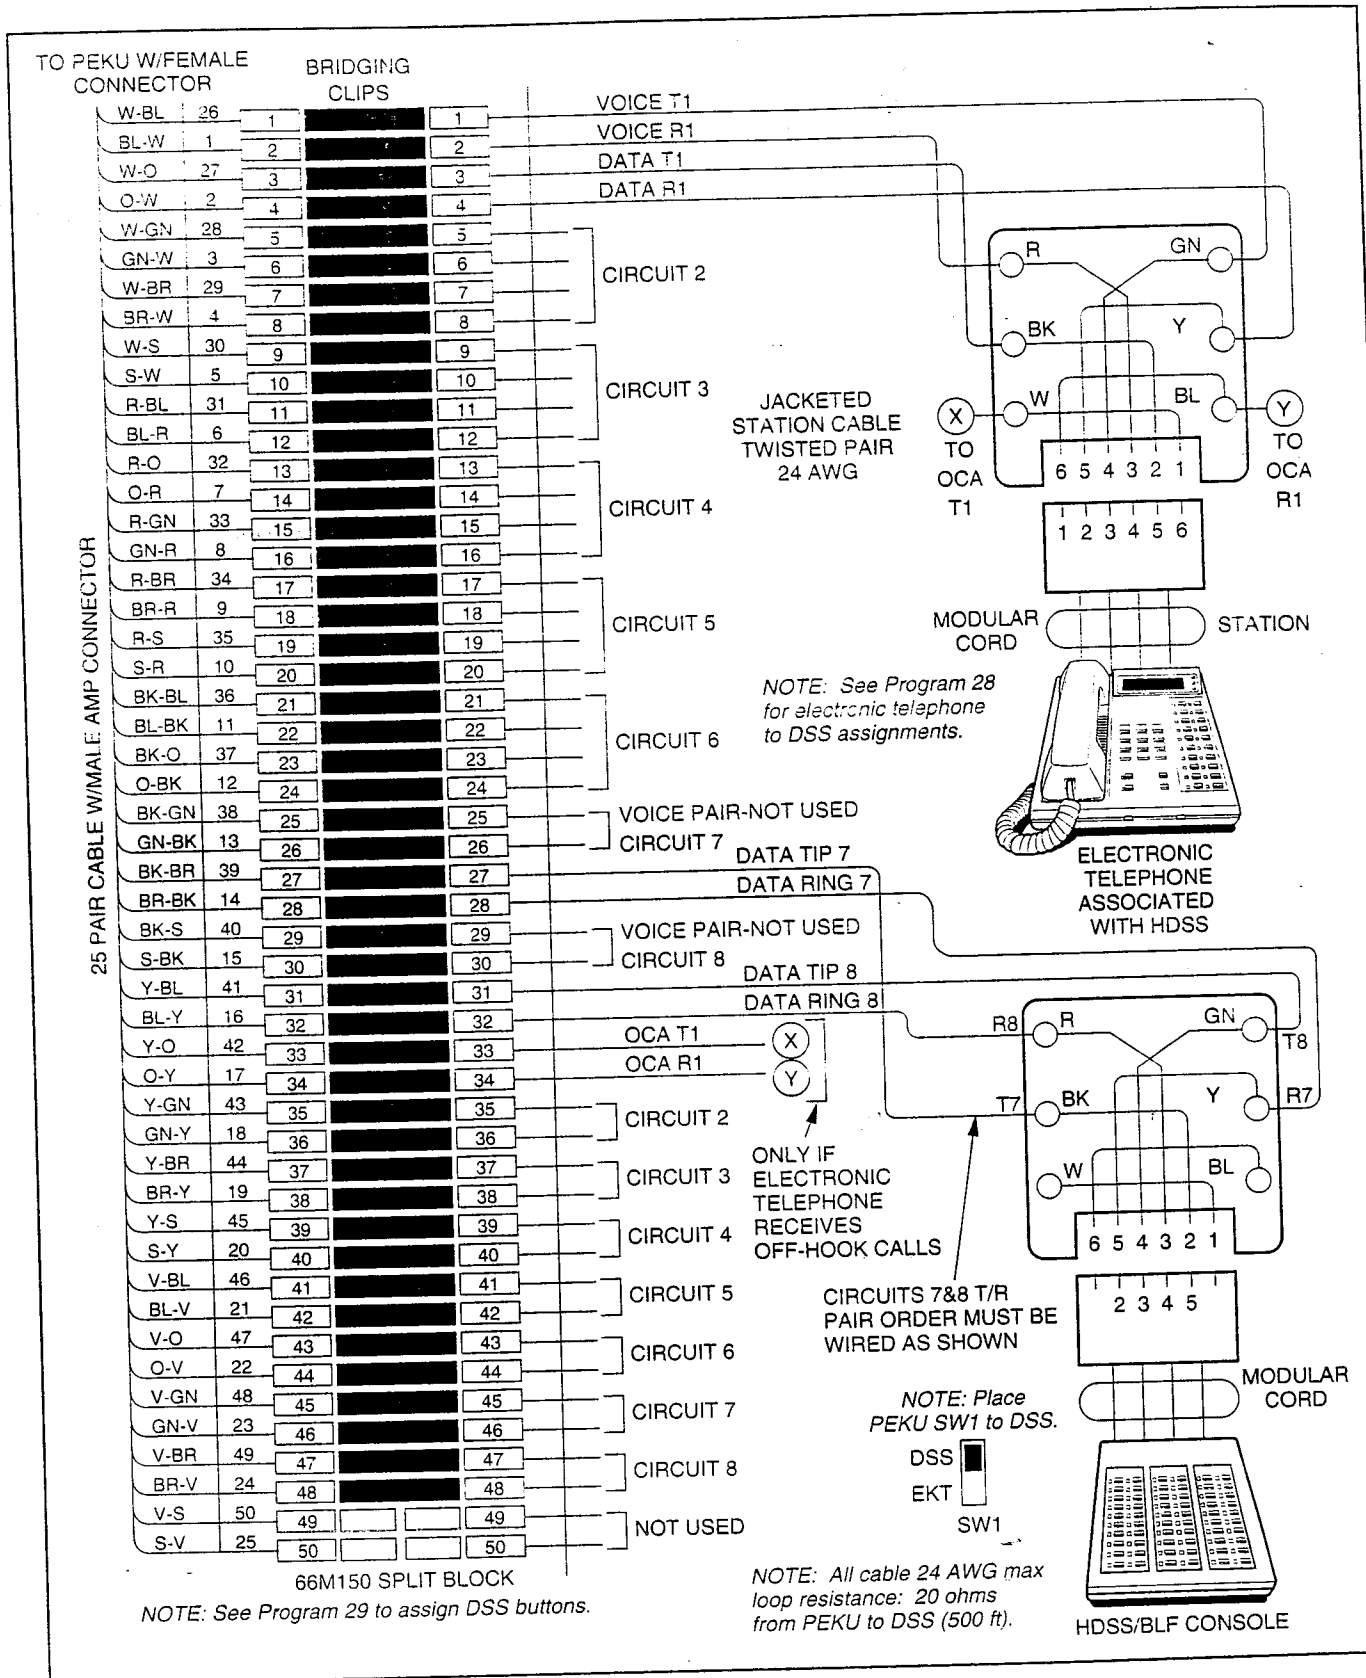 TO PEKU W/FEMALE
CONNECTOR
BRIDGING
CLIPS
W-BL 26 1 1 VOICE T1
BL-W 1 2 2 VOICE R1
W-O 27 3 3 DATA T1
O-W 2 4 4 DATA R1
W-GN 28 5 5
GN-W 3 6 6
CIRCUIT 2
W-BR 29 7 7
BR-W 4 8 8
W-S 30 9 9
S-W 5 10 10
CIRCUIT 3
R-BL 31 11 11
BL-R 6 12 12
R-O 32 13 13
O-R 7 14 14
CIRCUIT 4
R-GN 33 15 15
GN-R 8 16 16
R-BR 34 17 17
BR-R 9 18 18
CIRCUIT 5
R-S 35 19 19
S-R 10 20 20
BK-BL 36 21 21
BL-BK 11 22 22
CIRCUIT 6
BK-O 37 23 23
O-BK 12 24 24
BK-GN 38 25 25 VOICE PAIR-NOT USED
GN-BK 13 26 26 CIRCUIT 7
BK-BR 39 27 27 DATA TIP 7
BR-BK 14 28 28 DATA RING 7
BK-S 40 29 29 VOICE PAIR-NOT USED
S-BK 15 30 30 CIRCUIT 8
Y-BL 41 31 31 DATA TIP 8
BL-Y 16 32 32 DATA RING 8
Y-O 42 33 33 OCA T1 X
O-Y 17 34 34 OCA R1 Y
Y-GN 43 35 35
CIRCUIT 2
GN-Y 18 36 36
Y-BR 44 37 37
CIRCUIT 3
BR-Y 19 38 38
Y-S 45 39 39
CIRCUIT 4
S-Y 20 40 40
V-BL 46 41 41
CIRCUIT 5
BL-V 21 42 42
V-O 47 43 43
CIRCUIT 6
O-V 22 44 44
V-GN 48 45 45
CIRCUIT 7
GN-V 23 46 46
V-BR 49 47 47
CIRCUIT 8
BR-V 24 48 48
V-S 50 49 49
NOT USED
S-V 25 50 50
25 PAIR CABLE W/MALE AMP CONNECTOR
66M150 SPLIT BLOCK
NOTE: See Program 29 to assign DSS buttons.
R GN
BK Y
W BL
6 5 4 3 2 1
X
TO
OCA
T1
Y
TO
OCA
R1
JACKETED
STATION CABLE
TWISTED PAIR
24 AWG
1 2 3 4 5 6
MODULAR
CORD
STATION
NOTE: See Program 28
for electronic telephone
to DSS assignments.
ELECTRONIC
TELEPHONE
ASSOCIATED
WITH HDSS
R8 R GN T8
T7 BK Y R7
W BL
6 5 4 3 2 1
2 3 4 5
ONLY IF
ELECTRONIC
TELEPHONE
RECEIVES
OFF-HOOK CALLS
CIRCUITS 7&8 T/R
PAIR ORDER MUST BE
WIRED AS SHOWN
MODULAR
CORD
NOTE: Place
PEKU SW1 to DSS.
DSS
EKT
SW1
NOTE: All cable 24 AWG max
loop resistance: 20 ohms
from PEKU to DSS (500 ft).
HDSS/BLF CONSOLE